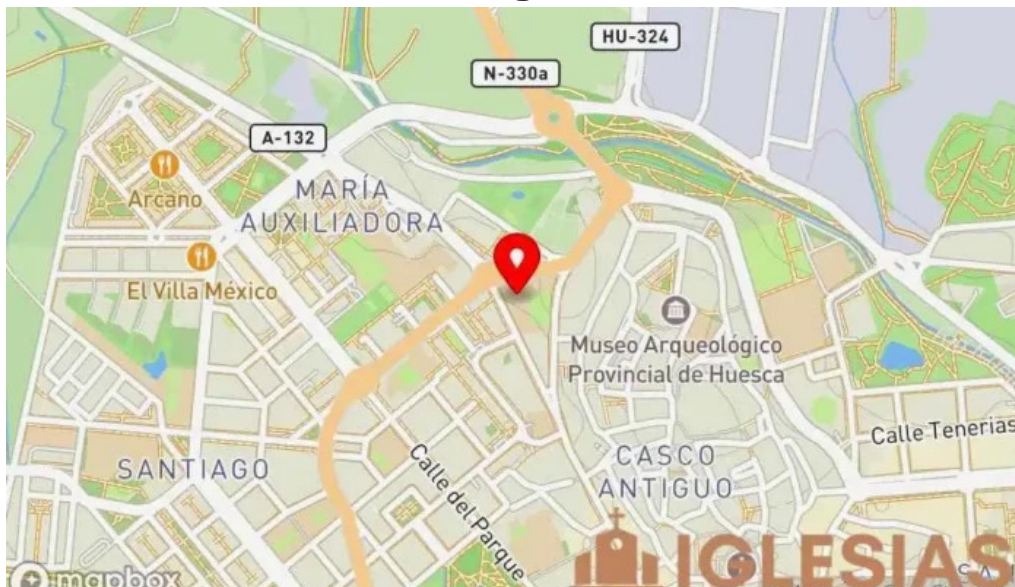 HU-324
N-330a
A-132
MARÍA
AUXILIADORA
Arcano
El Villa México
Museo Arqueológico
Provincial de Huesca
Calle Tenerias
SANTIAGO
CASCO
ANTIGUO
Calle del Parque
IGLESIAS
mapbox